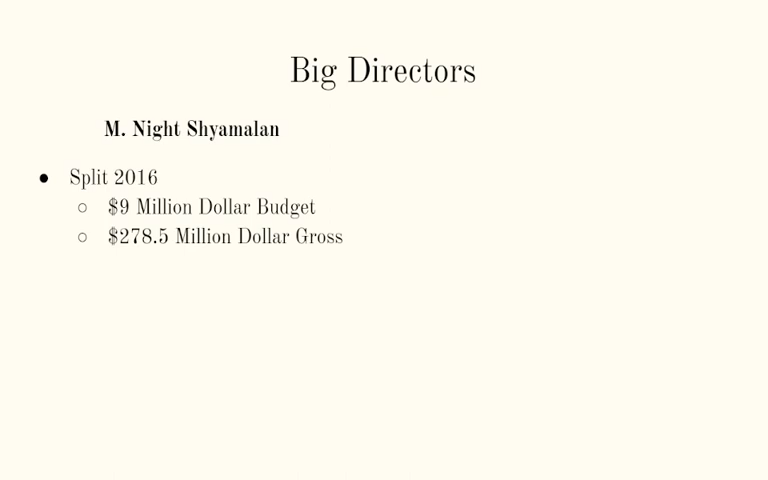 Big Directors
M. Night Shyamalan
● Split 2016
○ $9 Million Dollar Budget
○ $278.5 Million Dollar Gross